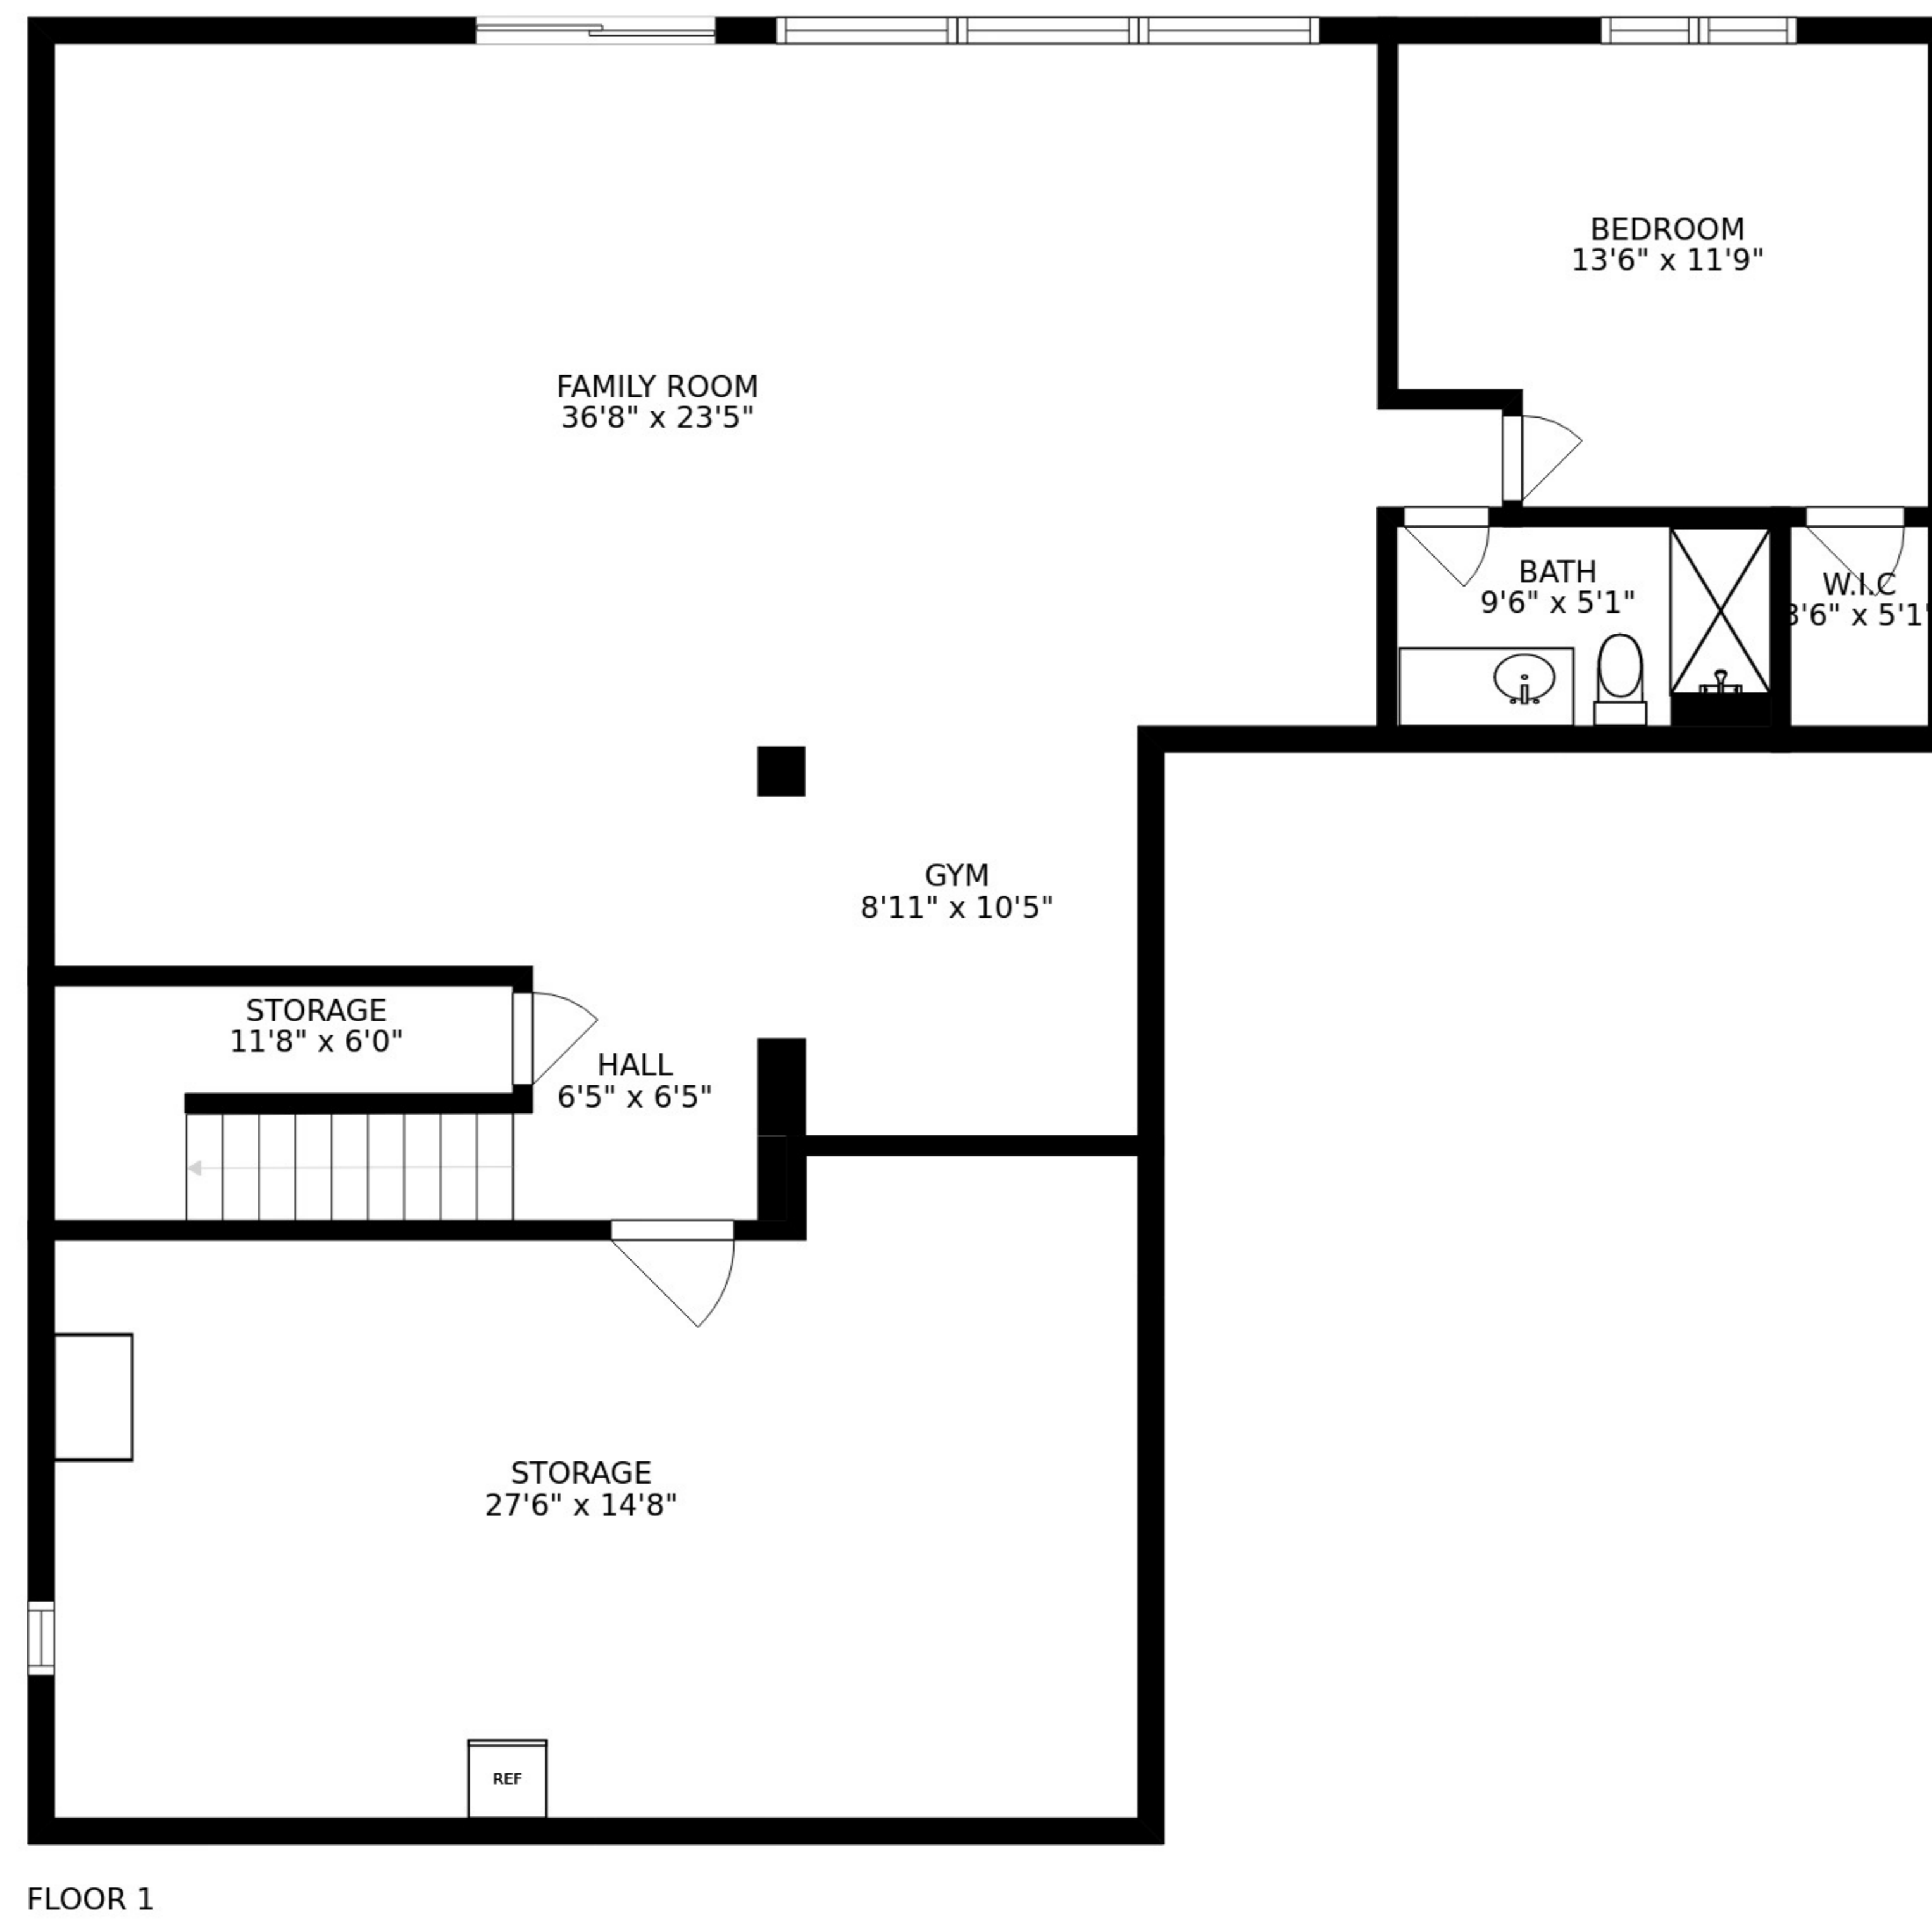 BEDROOM
13'6" x 11'9"
FAMILY ROOM
36'8" x 23'5"
BATH
9'6" x 5'1"
W.I.C
x 5'1"
GYM
8'11" x 10'5"
STORAGE
11'8" x 6'0"
HALL
6'5" x 6'5"
STORAGE
27'6" x 14'8"
REF
FLOOR 1